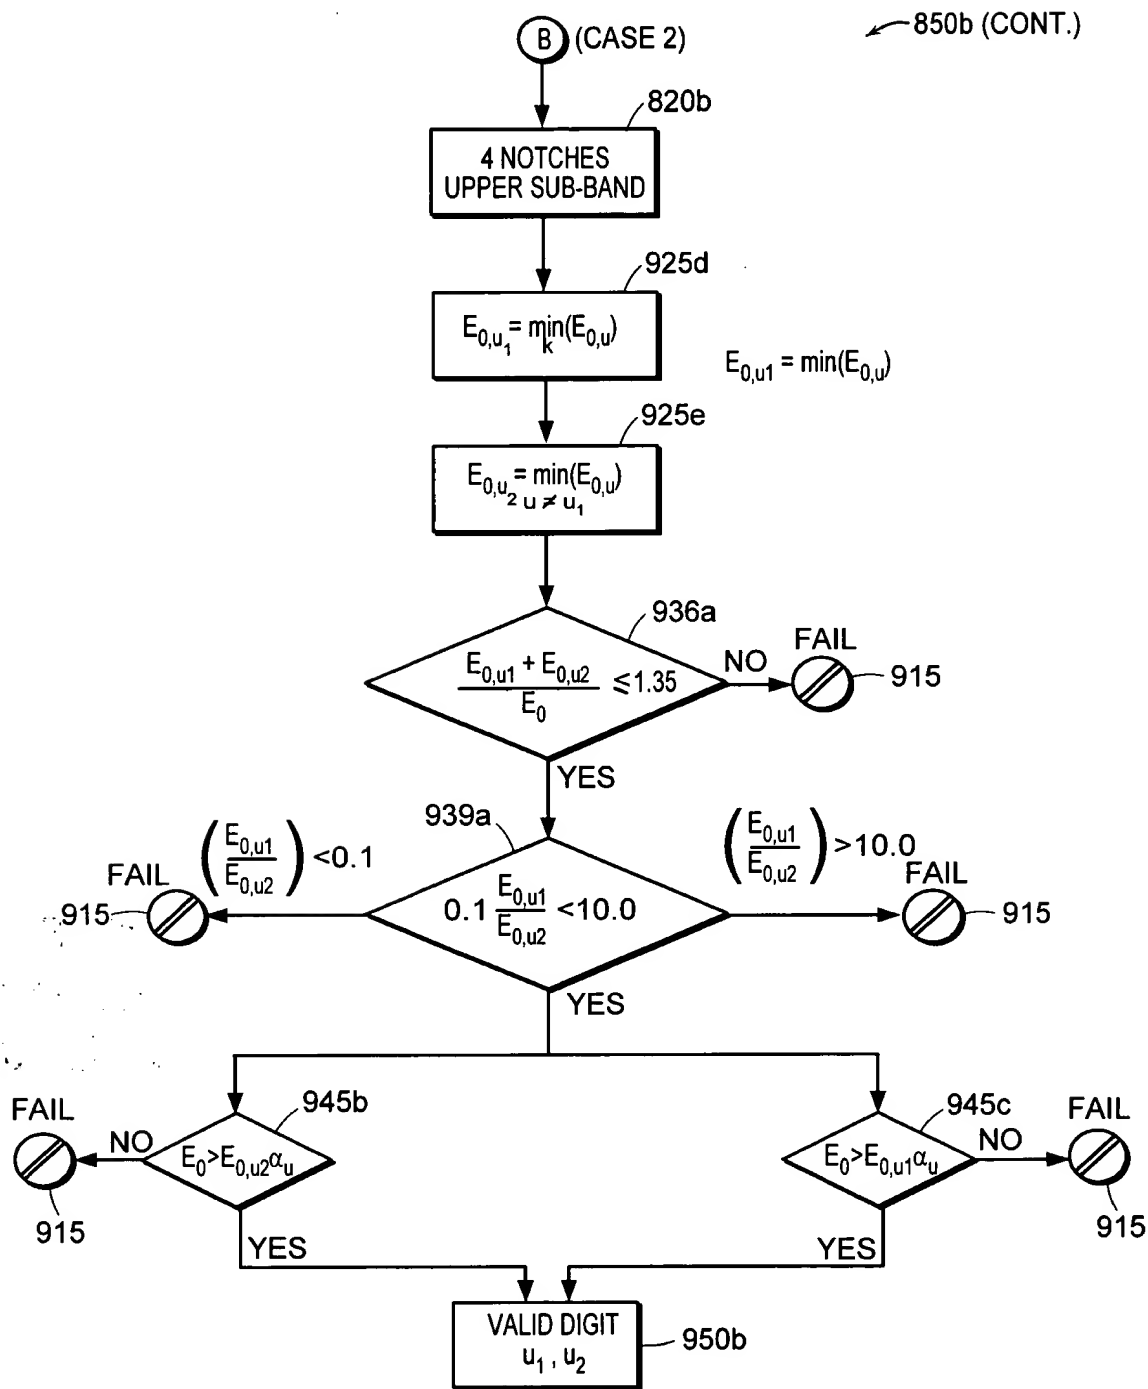 B (CASE 2)
850b (CONT.)
820b
4 NOTCHES
UPPER SUB-BAND
925d
E0,u1 = min(E0,u)
k
E0,u1 = min(E0,u)
925e
E0,u2 = min(E0,u)
u ≠ u1
936a
E0,u1 + E0,u2
E0
≤1.35
NO
FAIL
915
YES
939a
(E0,u1
E0,u2) <0.1
FAIL
915
0.1 E0,u1
E0,u2 <10.0
(E0,u1
E0,u2) >10.0
FAIL
915
YES
FAIL
915
NO
945b
E0>E0,u2αu
YES
945c
E0>E0,u1αu
NO
FAIL
915
YES
VALID DIGIT
u1 , u2
950b